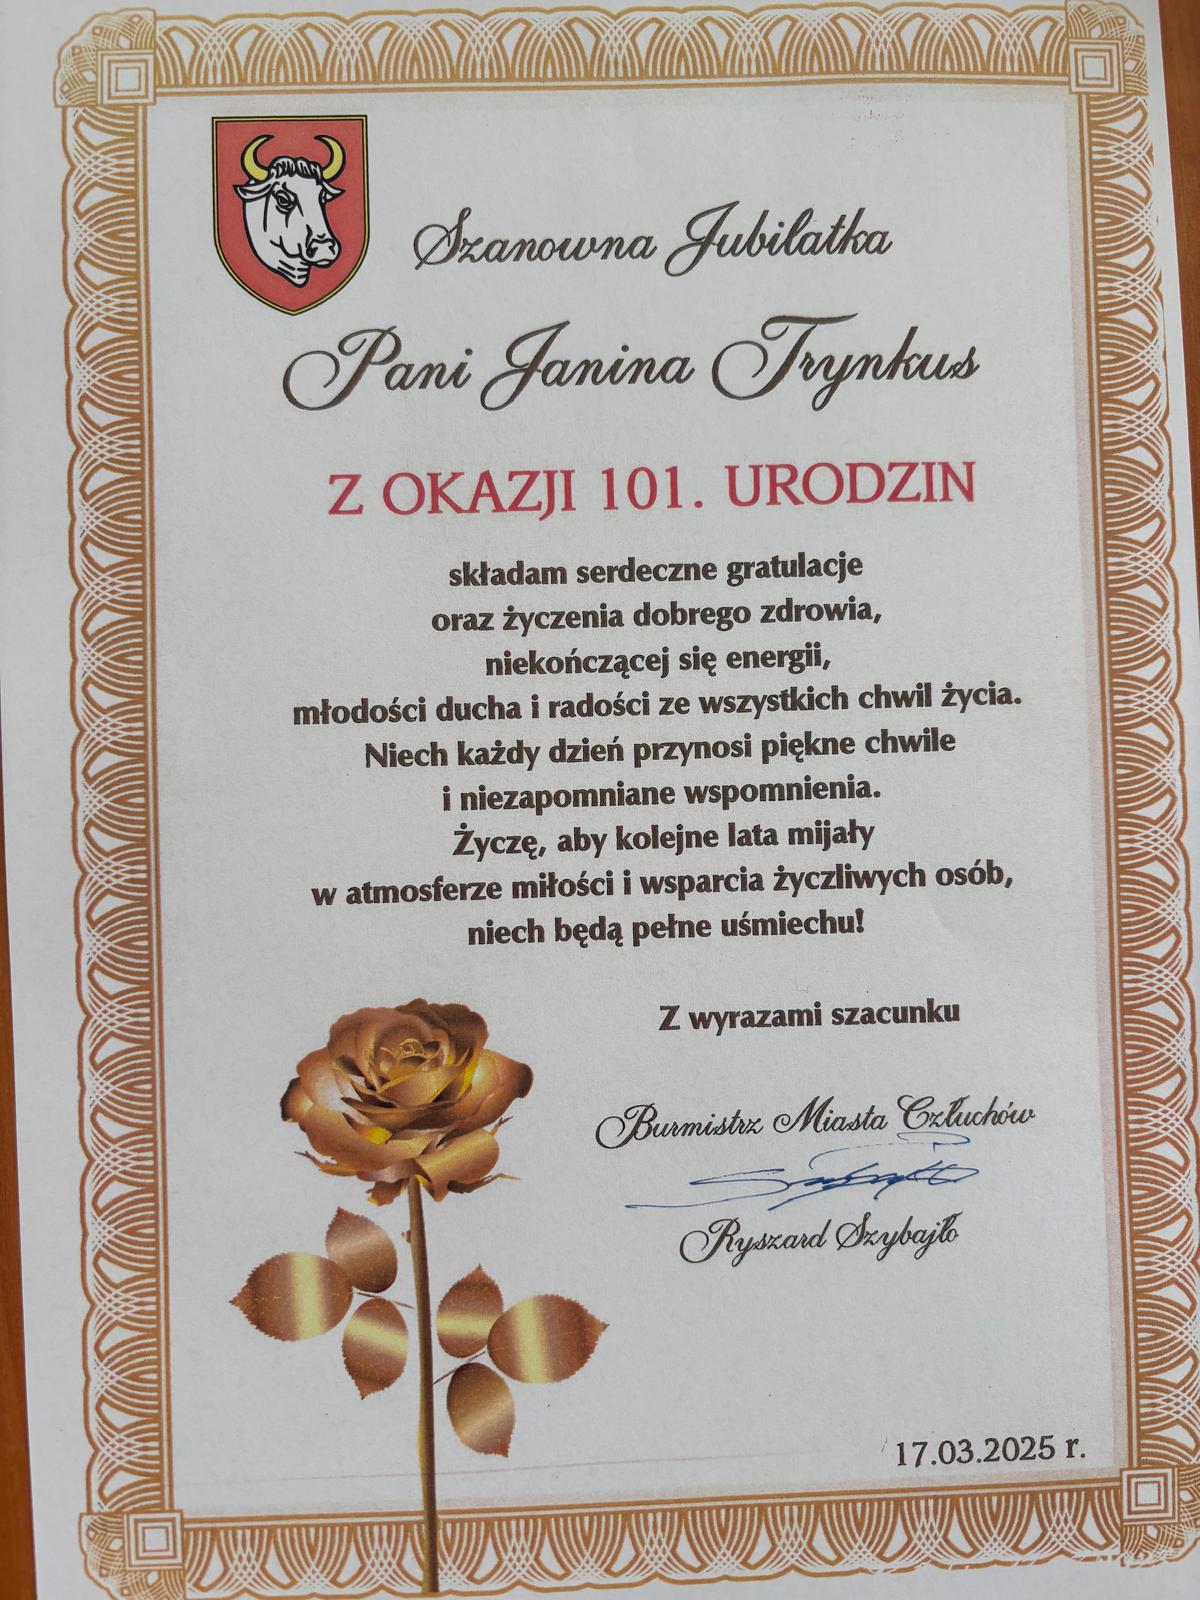 Szanowna Jubilatka
Pani Janina Trynkus
Z OKAZJI 101. URODZIN
składam serdeczne gratulacje
oraz życzenia dobrego zdrowia,
niekończącej się energii,
młodości ducha i radości ze wszystkich chwil życia.
Niech każdy dzień przynosi piękne chwile
i niezapomniane wspomnienia.
Życzę, aby kolejne lata mijały
w atmosferze miłości i wsparcia życzliwych osób,
niech będą pełne uśmiechu!
Z wyrazami szacunku
Burmistrz Miasta Człuchów
Ryszard Szybajło
17.03.2025 r.